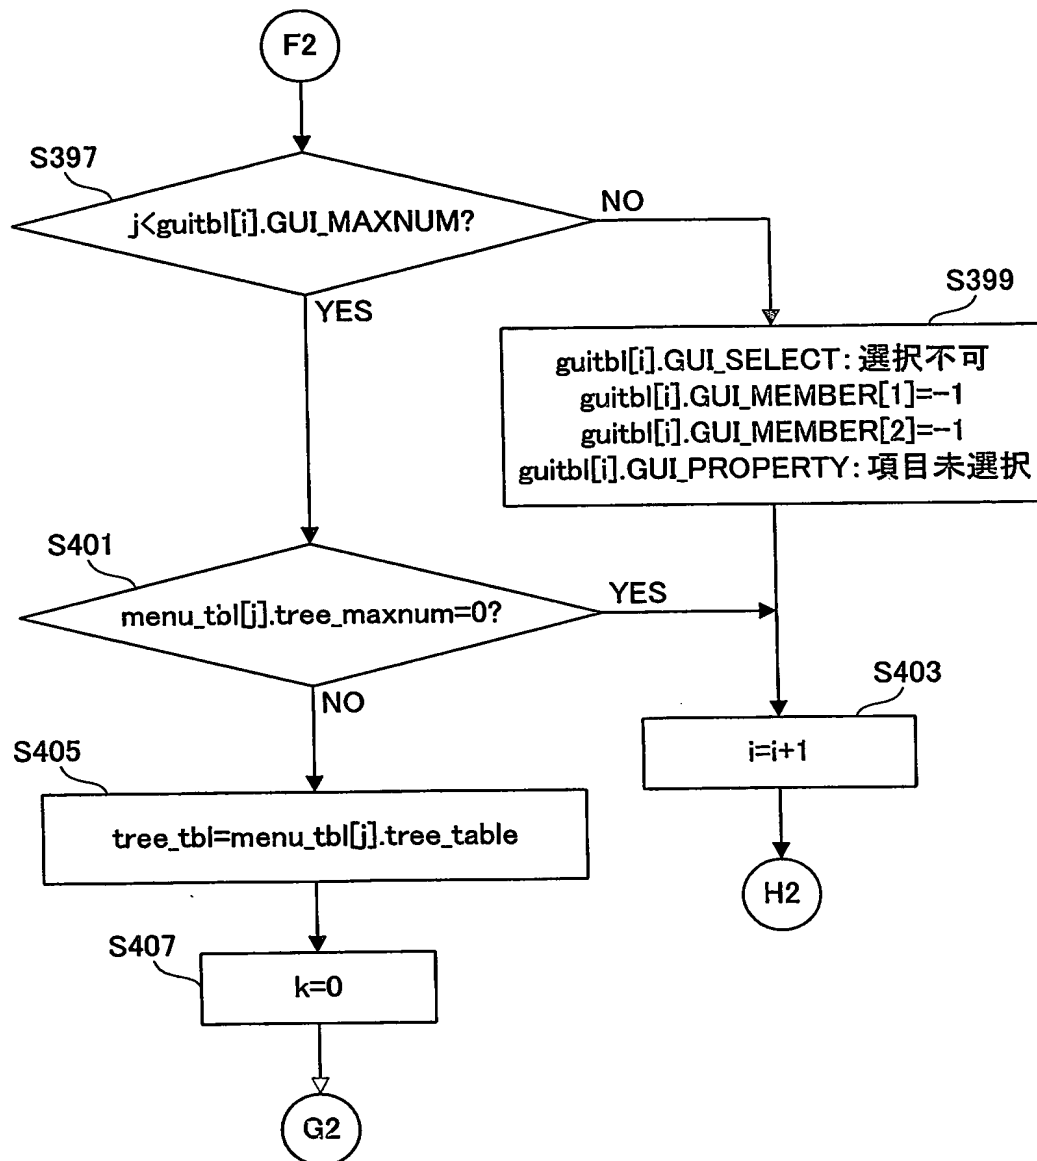 F2
S397
j<guitbl[i].GUI_MAXNUM?
NO
YES
S399
guitbl[i].GUI_SELECT:選択不可
guitbl[i].GUI_MEMBER[1]=-1
guitbl[i].GUI_MEMBER[2]=-1
guitbl[i].GUI_PROPERTY:項目未選択
S401
menu_tbl[j].tree_maxnum=0?
YES
NO
S403
i=i+1
S405
tree_tbl=menu_tbl[j].tree_table
H2
S407
k=0
G2